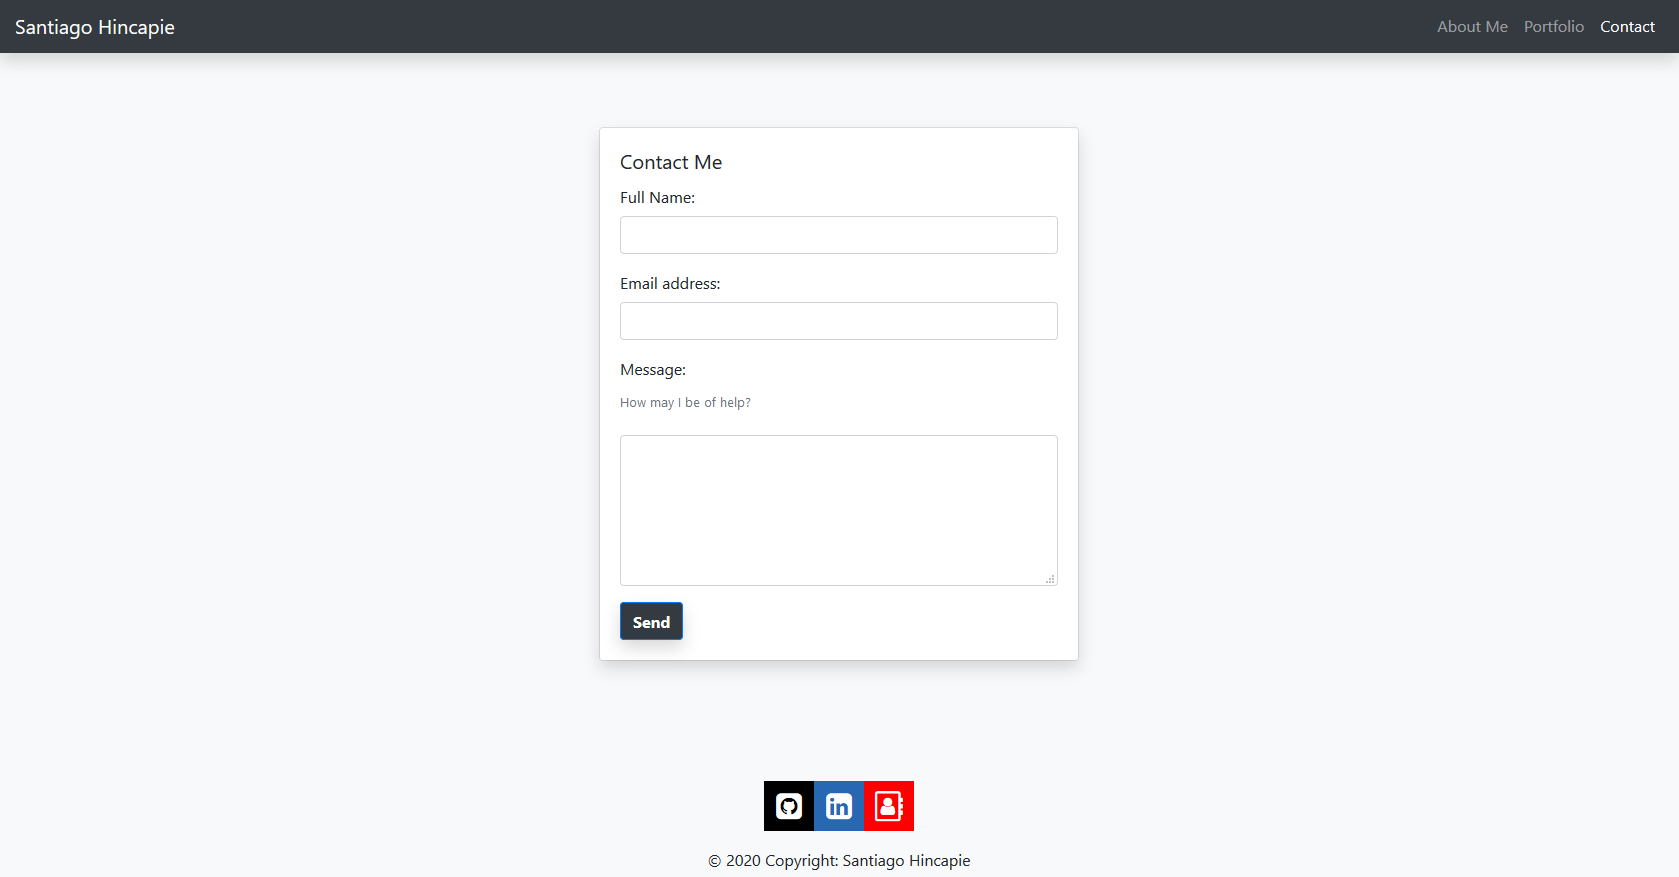 Santiago Hincapie
About Me Portfolio Contact
Contact Me
Full Name:
Email address:
Message:
How may I be of help?
Send
in
© 2020 Copyright: Santiago Hincapie